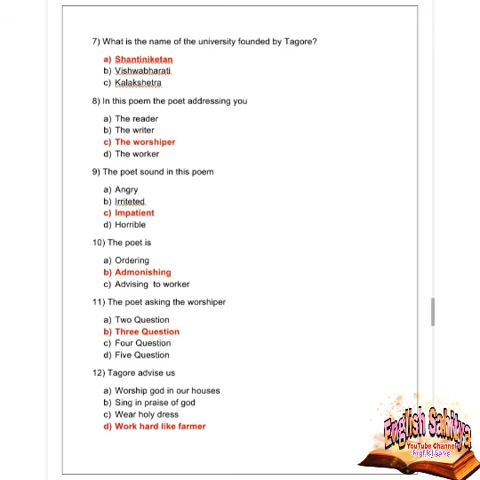 7) What is the name of the university founded by Tagore?
a) Shantiniketan
b) Vishwabharati
c) Kalakshetra
8) In this poem the poet addressing you
a) The reader
b) The writer
c) The worshiper
d) The worker
9) The poet sound in this poem
a) Angry
b) Irriteted
c) Impatient
d) Horrible
10) The poet is
a) Ordering
b) Admonishing
c) Advising to worker
11) The poet asking the worshiper
a) Two Question
b) Three Question
c) Four Question
d) Five Question
12) Tagore advise us
a) Worship god in our houses
b) Sing in praise of god
c) Wear holy dress
d) Work hard like farmer
English Sahitya
YouTube Channel